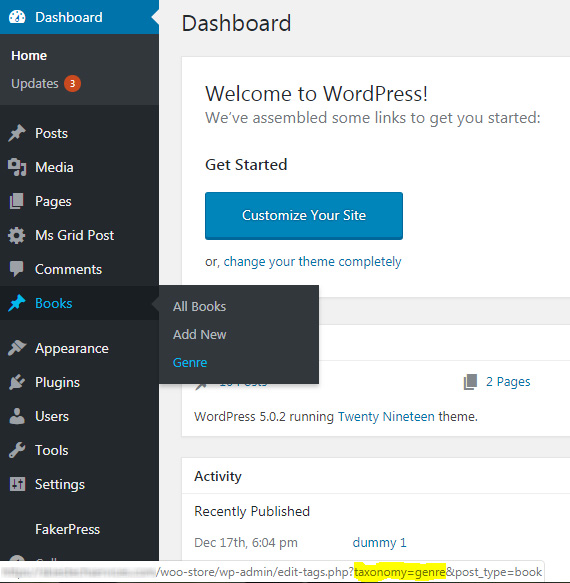 Dashboard
Home
Updates 3
Posts
Media
Pages
Ms Grid Post
Comments
Books
All Books
Add New
Genre
Appearance
Plugins
Users
Tools
Settings
FakerPress
Dashboard
Welcome to WordPress!
We've assembled some links to get you started:
Get Started
Customize Your Site
or, change your theme completely
Posts
2 Pages
WordPress 5.0.2 running Twenty Nineteen theme.
Activity
Recently Published
Dec 17th, 6:04 pm dummy 1
/woo-store/wp-admin/edit-tags.php?taxonomy=genre&post_type=book